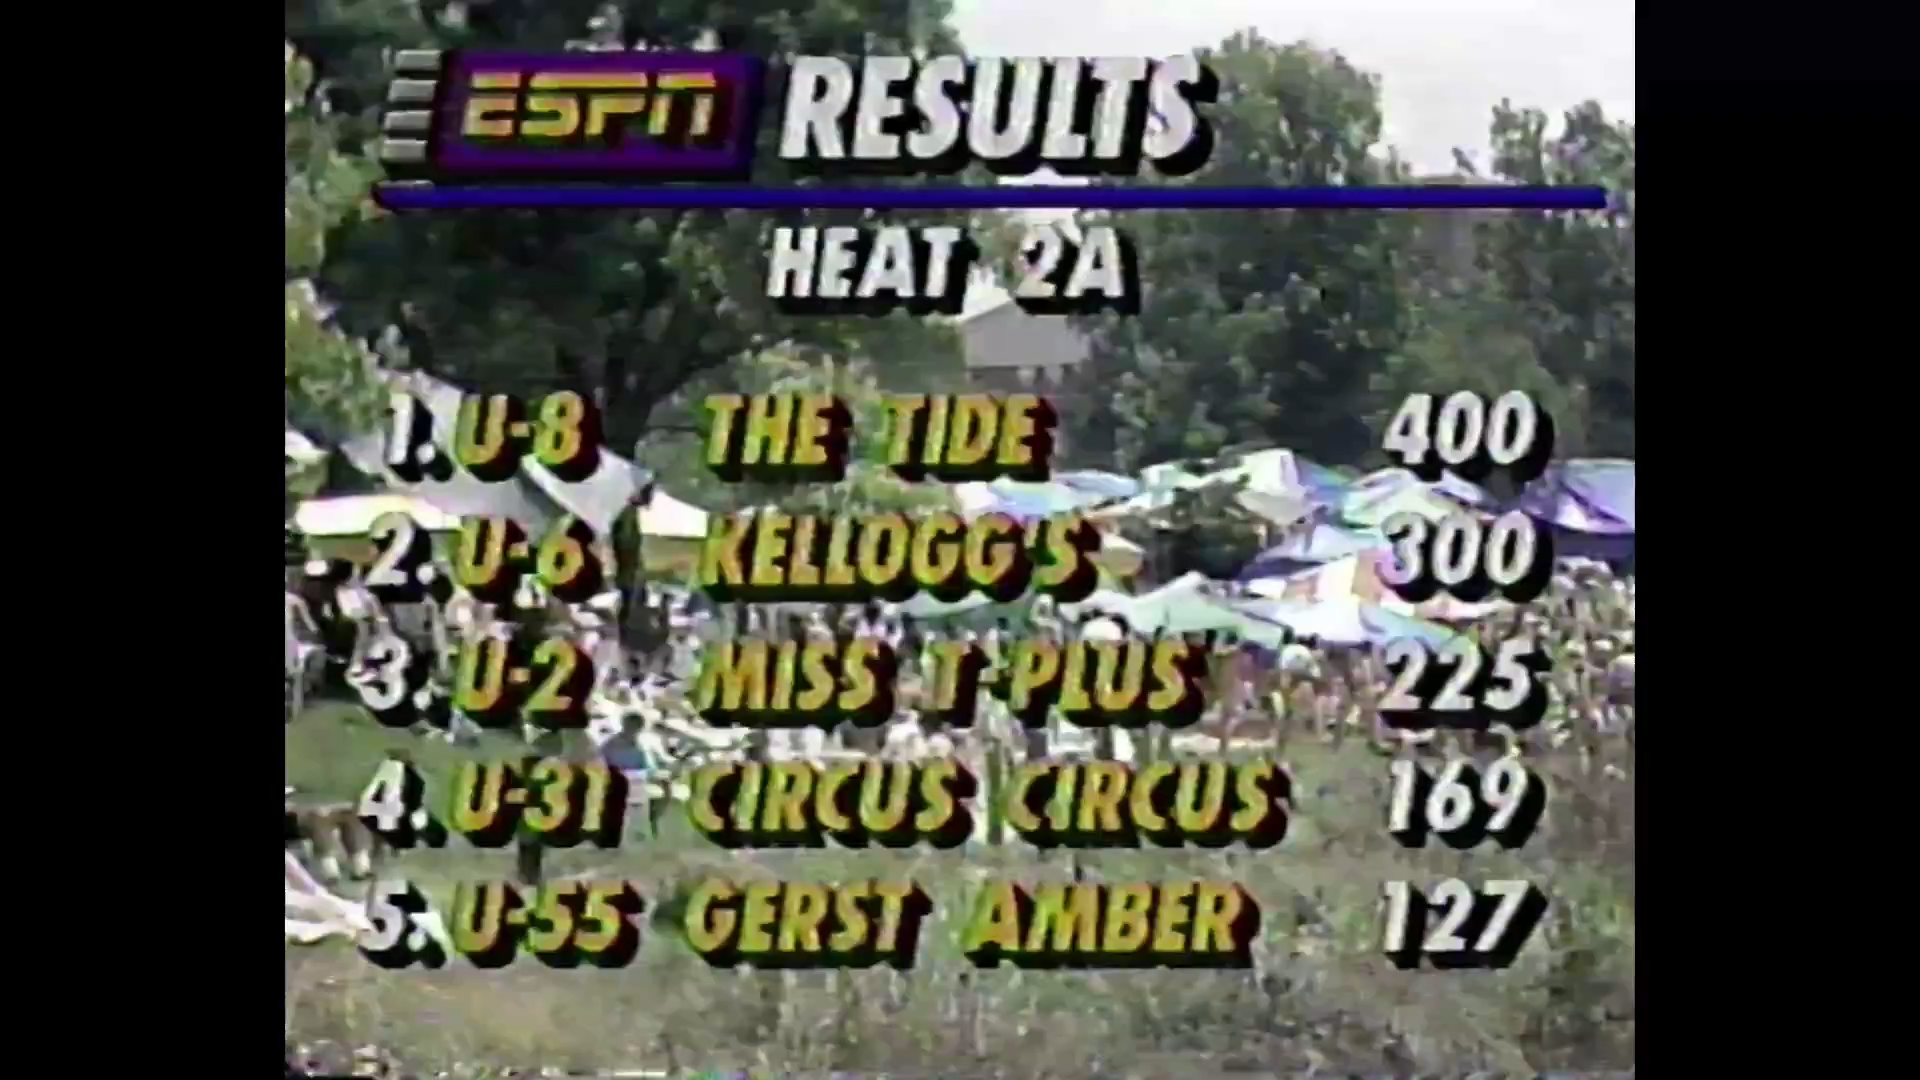 ESPN RESULTS
HEAT 2A
1. U-8 THE TIDE 400
2. U-6 KELLOGG'S 300
3. U-2 MISS T-PLUS 225
4. U-31 CIRCUS CIRCUS 169
5. U-55 GERST AMBER 127